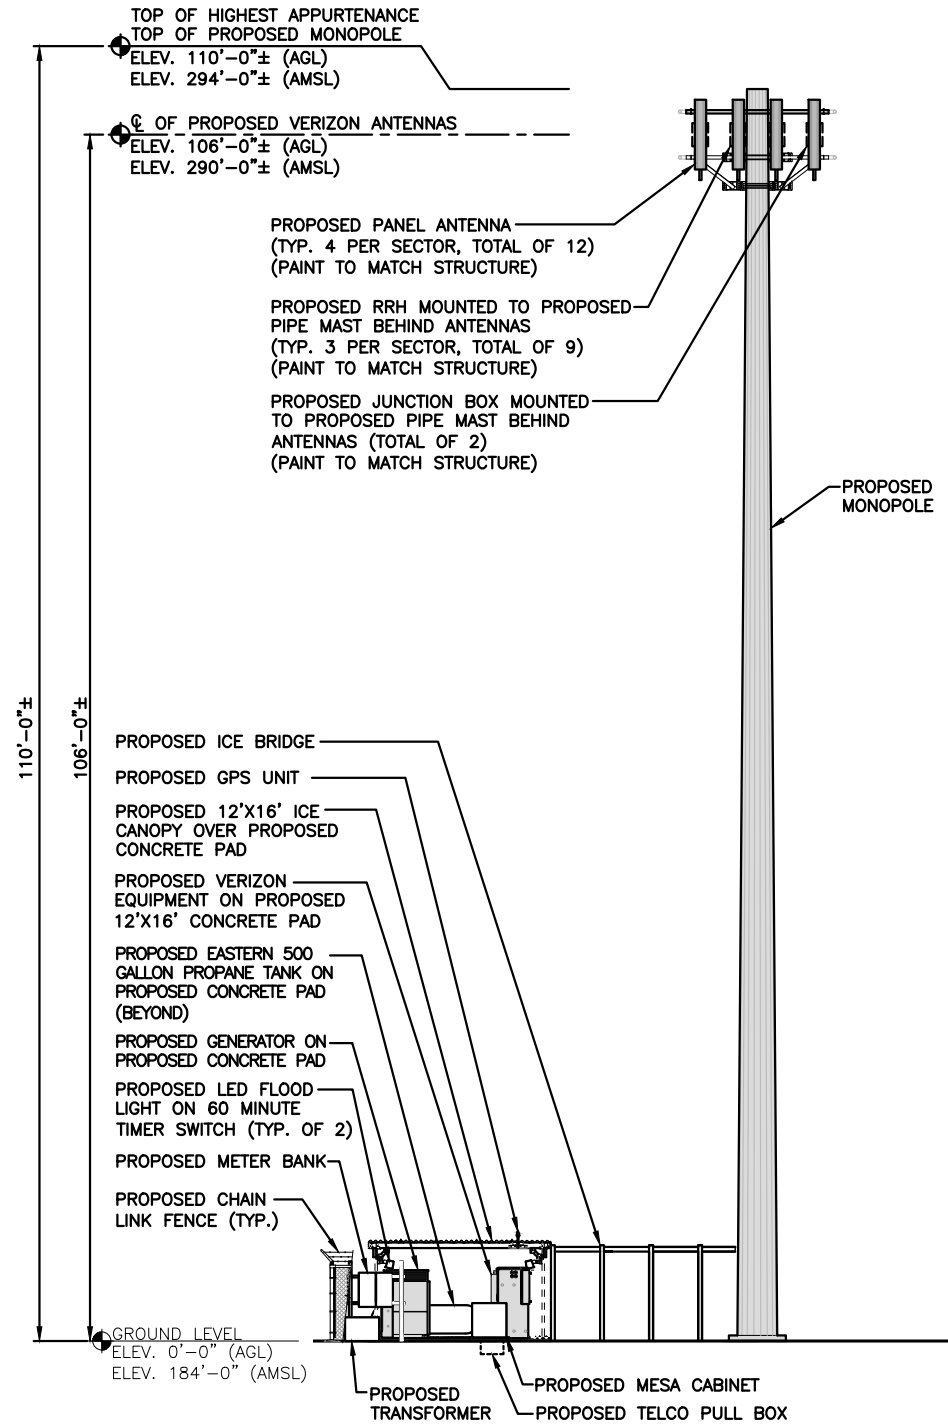 TOP OF HIGHEST APPURTENANCE
TOP OF PROPOSED MONOPOLE
ELEV. 110'-0"± (AGL)
ELEV. 294'-0"± (AMSL)
℄ OF PROPOSED VERIZON ANTENNAS
ELEV. 106'-0"± (AGL)
ELEV. 290'-0"± (AMSL)
PROPOSED PANEL ANTENNA
(TYP. 4 PER SECTOR, TOTAL OF 12)
(PAINT TO MATCH STRUCTURE)
PROPOSED RRH MOUNTED TO PROPOSED
PIPE MAST BEHIND ANTENNAS
(TYP. 3 PER SECTOR, TOTAL OF 9)
(PAINT TO MATCH STRUCTURE)
PROPOSED JUNCTION BOX MOUNTED
TO PROPOSED PIPE MAST BEHIND
ANTENNAS (TOTAL OF 2)
(PAINT TO MATCH STRUCTURE)
PROPOSED
MONOPOLE
110'-0"±
106'-0"±
PROPOSED ICE BRIDGE
PROPOSED GPS UNIT
PROPOSED 12'X16' ICE
CANOPY OVER PROPOSED
CONCRETE PAD
PROPOSED VERIZON
EQUIPMENT ON PROPOSED
12'X16' CONCRETE PAD
PROPOSED EASTERN 500
GALLON PROPANE TANK ON
PROPOSED CONCRETE PAD
(BEYOND)
PROPOSED GENERATOR ON
PROPOSED CONCRETE PAD
PROPOSED LED FLOOD
LIGHT ON 60 MINUTE
TIMER SWITCH (TYP. OF 2)
PROPOSED METER BANK
PROPOSED CHAIN
LINK FENCE (TYP.)
GROUND LEVEL
ELEV. 0'-0" (AGL)
ELEV. 184'-0" (AMSL)
PROPOSED
TRANSFORMER
PROPOSED MESA CABINET
PROPOSED TELCO PULL BOX